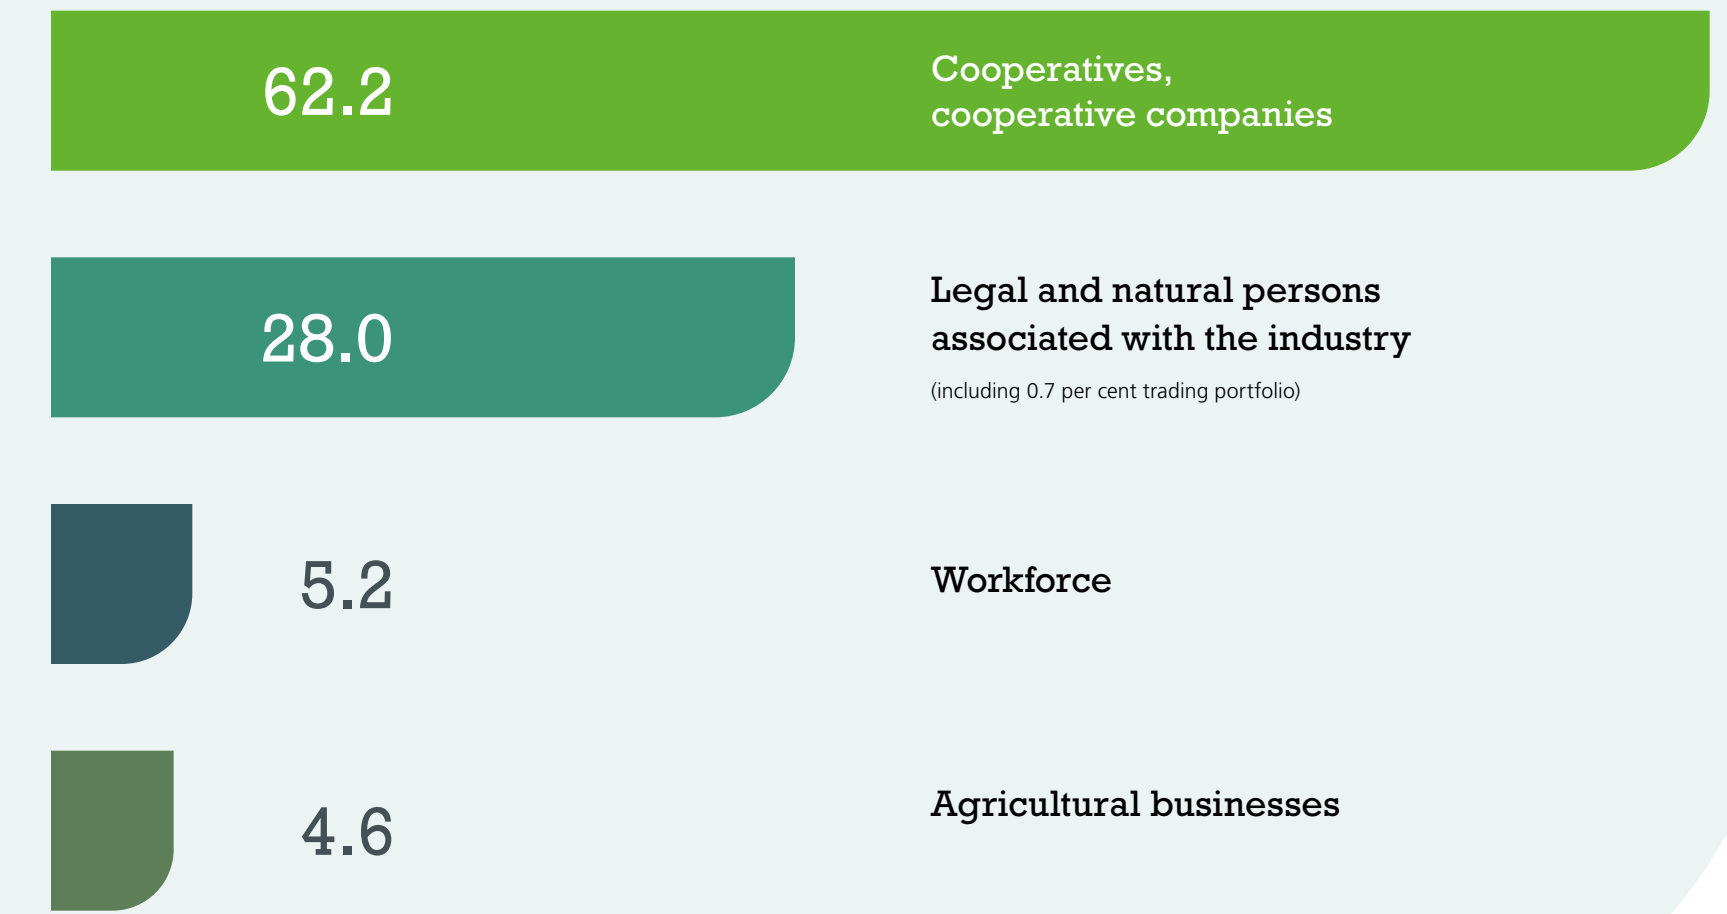 62.2
Cooperatives,
cooperative companies
28.0
Legal and natural persons
associated with the industry
(including 0.7 per cent trading portfolio)
5.2
Workforce
4.6
Agricultural businesses